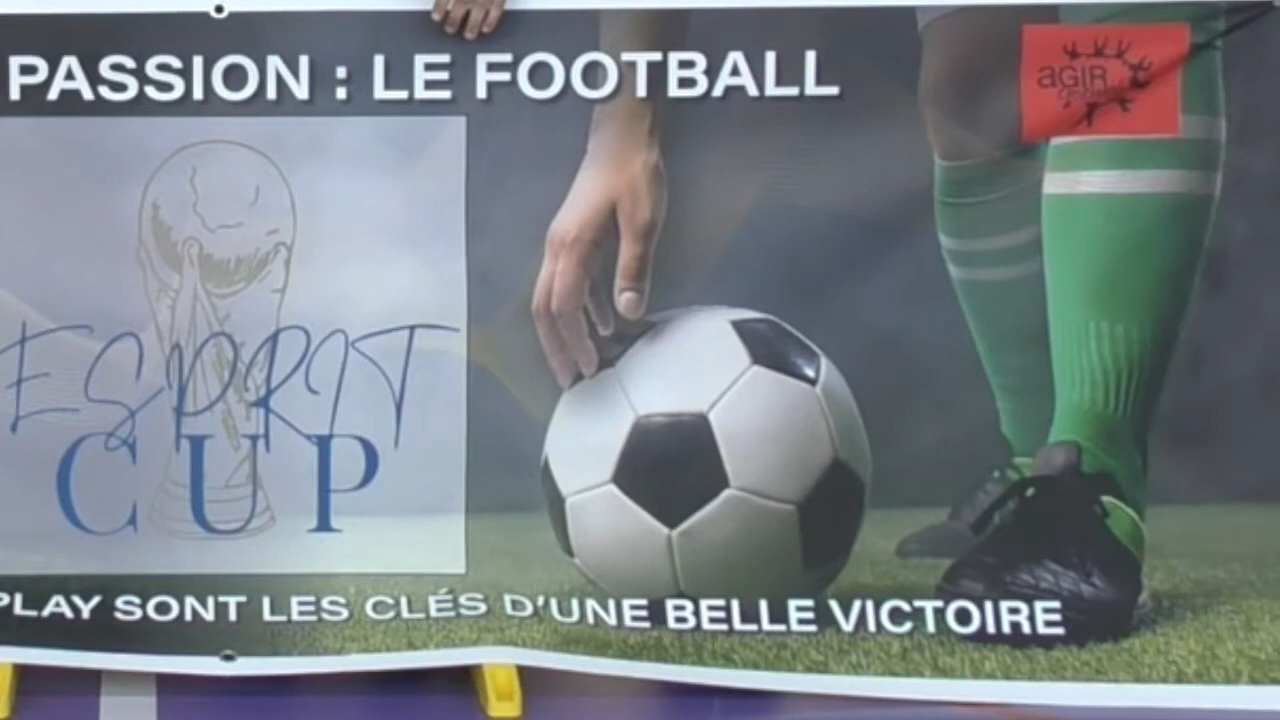 PASSION : LE FOOTBALL
aGIR
ESPRIT
CUP
PLAY SONT LES CLÉS D'UNE BELLE VICTOIRE